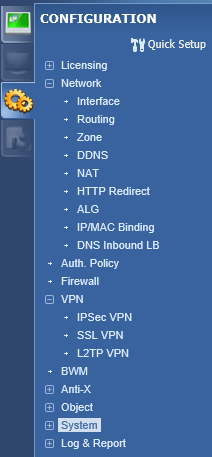 CONFIGURATION
Quick Setup
Licensing
Network
Interface
Routing
Zone
DDNS
NAT
HTTP Redirect
ALG
IP/MAC Binding
DNS Inbound LB
Auth. Policy
Firewall
VPN
IPSec VPN
SSL VPN
L2TP VPN
BWM
Anti-X
Object
System
Log & Report